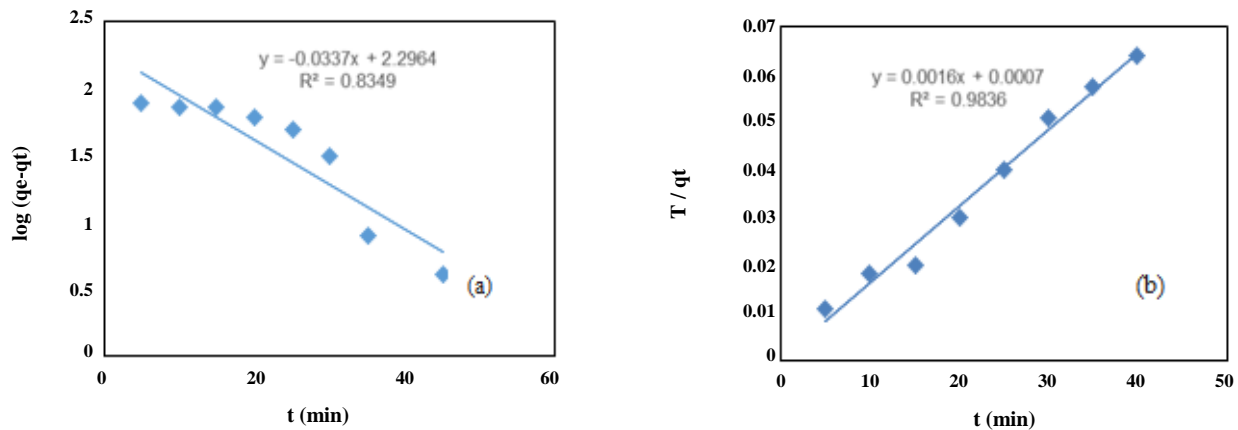 2.5
2
1.5
1
0.5
0
0
20
40
60
log (qe-qt)
t (min)
y = -0.0337x + 2.2964
R² = 0.8349
(a)
0.07
0.06
0.05
0.04
0.03
0.02
0.01
0
0
10
20
30
40
50
T / qt
t (min)
y = 0.0016x + 0.0007
R² = 0.9836
(b)